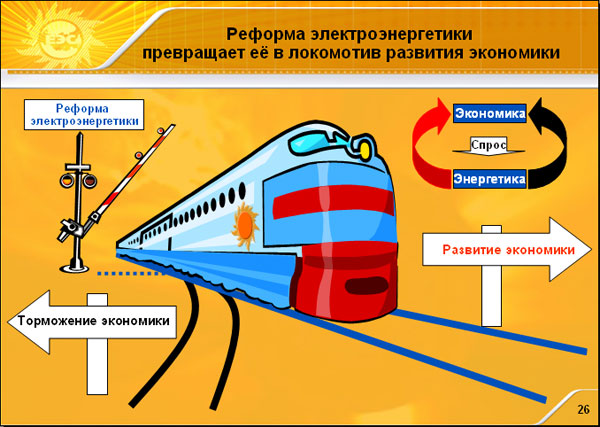 Реформа электроэнергетики
превращает её в локомотив развития экономики
Реформа
электроэнергетики
Экономика
Спрос
Энергетика
Развитие экономики
Торможение экономики
26